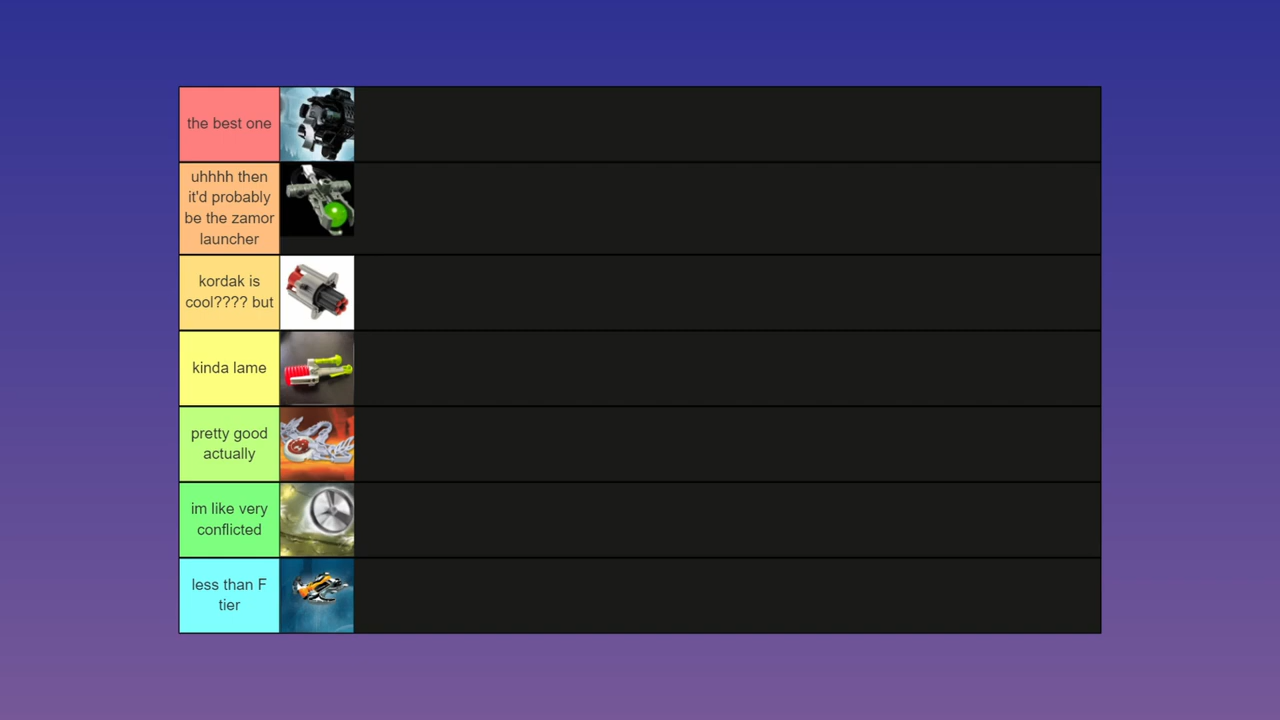 the best one
uhhhh then
it'd probably
be the zamor
launcher
kordak is
cool???? but
kinda lame
pretty good
actually
im like very
conflicted
less than F
tier